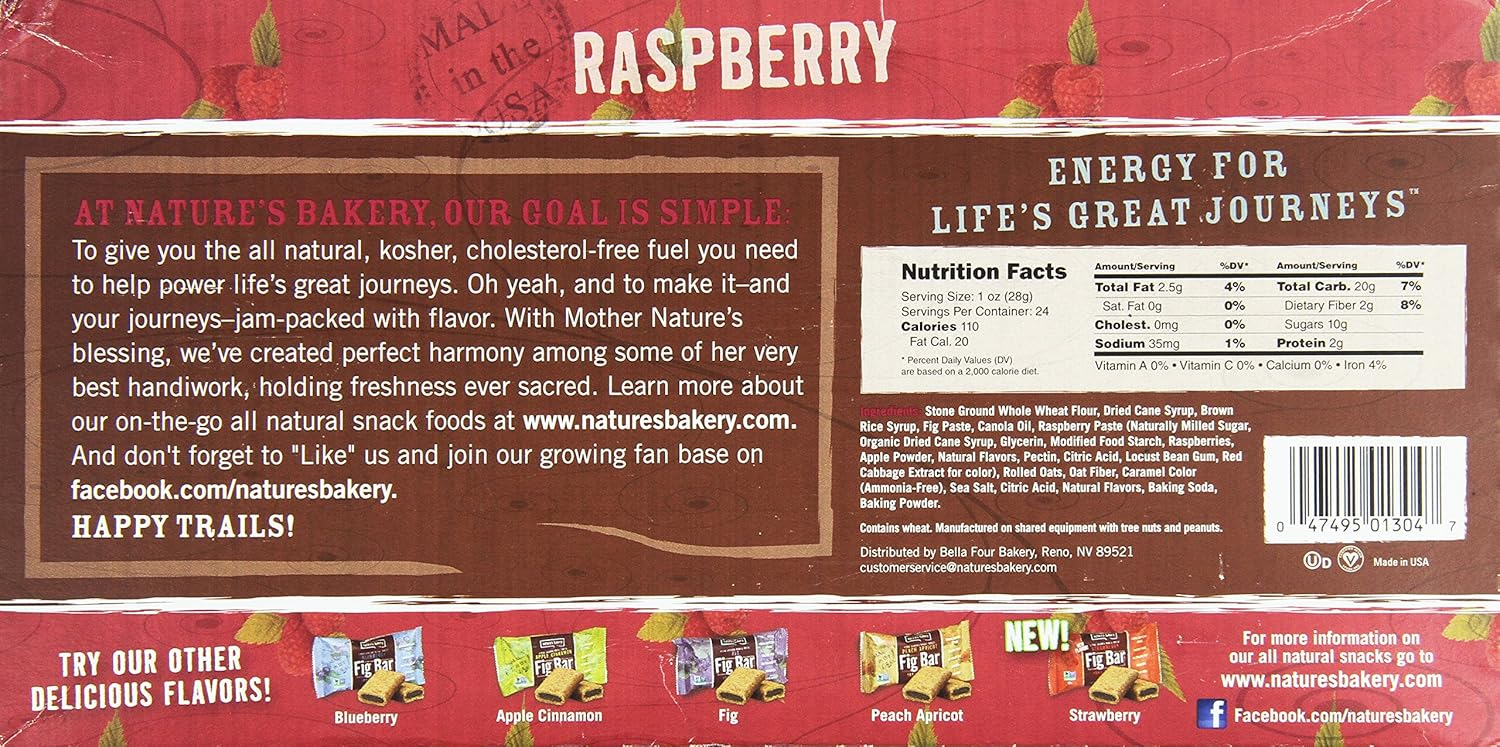 MADE
in the
USA
RASPBERRY
AT NATURE'S BAKERY, OUR GOAL IS SIMPLE:
To give you the all natural, kosher, cholesterol-free fuel you need
to help power life's great journeys. Oh yeah, and to make it–and
your journeys–jam-packed with flavor. With Mother Nature's
blessing, we've created perfect harmony among some of her very
best handiwork, holding freshness ever sacred. Learn more about
our on-the-go all natural snack foods at www.naturesbakery.com.
And don't forget to "Like" us and join our growing fan base on
facebook.com/naturesbakery.
HAPPY TRAILS!
ENERGY FOR
LIFE'S GREAT JOURNEYS™
Nutrition Facts
Serving Size: 1 oz (28g)
Servings Per Container: 24
Calories 110
Fat Cal. 20
* Percent Daily Values (DV)
are based on a 2,000 calorie diet.
Amount/Serving %DV* Amount/Serving %DV*
Total Fat 2.5g 4% Total Carb. 20g 7%
Sat. Fat 0g 0% Dietary Fiber 2g 8%
Cholest. 0mg 0% Sugars 10g
Sodium 35mg 1% Protein 2g
Vitamin A 0% • Vitamin C 0% • Calcium 0% • Iron 4%
Ingredients: Stone Ground Whole Wheat Flour, Dried Cane Syrup, Brown
Rice Syrup, Fig Paste, Canola Oil, Raspberry Paste (Naturally Milled Sugar,
Organic Dried Cane Syrup, Glycerin, Modified Food Starch, Raspberries,
Apple Powder, Natural Flavors, Pectin, Citric Acid, Locust Bean Gum, Red
Cabbage Extract for color), Rolled Oats, Oat Fiber, Caramel Color
(Ammonia-Free), Sea Salt, Citric Acid, Natural Flavors, Baking Soda,
Baking Powder.
Contains wheat. Manufactured on shared equipment with tree nuts and peanuts.
Distributed by Bella Four Bakery, Reno, NV 89521
customerservice@naturesbakery.com
0 47495 01304 7
U D V Made in USA
TRY OUR OTHER
DELICIOUS FLAVORS!
Fig Bar
Blueberry
APPLE CINNAMON
Fig Bar
Apple Cinnamon
FIG
Fig Bar
Fig
PEACH APRICOT
Fig Bar
Peach Apricot
NEW!
Fig Bar
Strawberry
For more information on
our all natural snacks go to
www.naturesbakery.com
f Facebook.com/naturesbakery